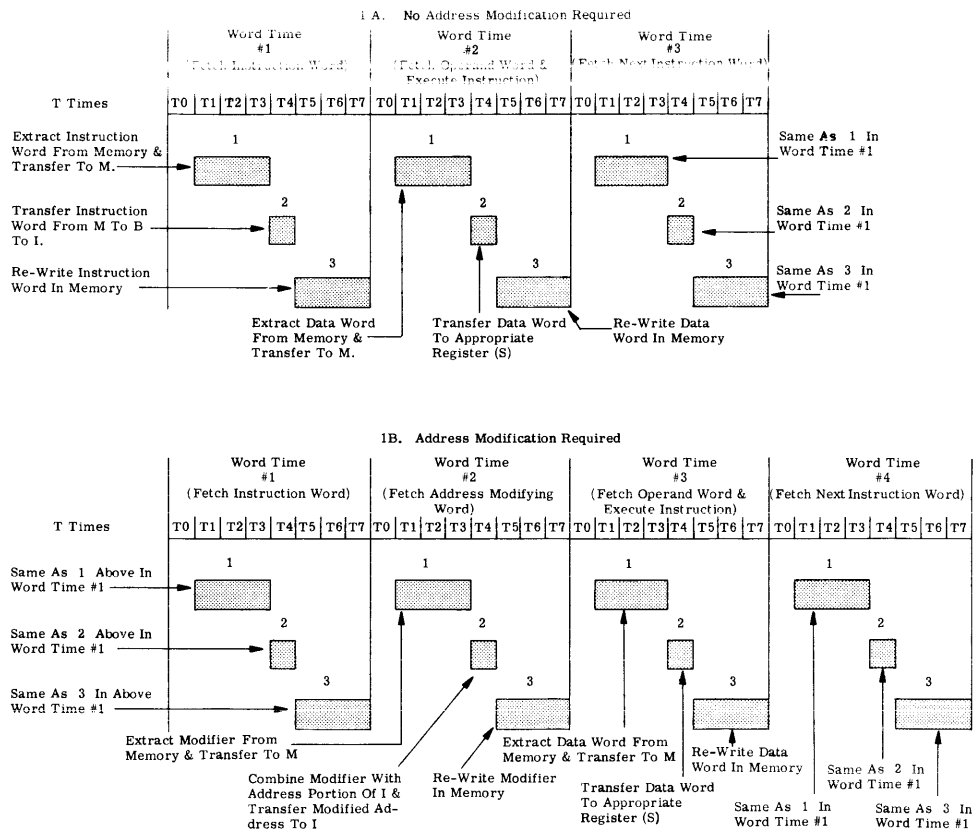 1 A. No Address Modification Required
Word Time Word Time Word Time
#1 #2 #3
(Fetch Instruction Word) (Fetch Operand Word & (Fetch Next Instruction Word)
Execute Instruction)
T Times T0 T1 T2 T3 T4 T5 T6 T7 T0 T1 T2 T3 T4 T5 T6 T7 T0 T1 T2 T3 T4 T5 T6 T7
Extract Instruction
Word From Memory &
Transfer To M.
1 1 1
Same As 1 In
Word Time #1
Transfer Instruction
Word From M To B
To I.
2 2 2
Same As 2 In
Word Time #1
Re-Write Instruction
Word In Memory
3 3 3
Same As 3 In
Word Time #1
Extract Data Word
From Memory &
Transfer To M.
Transfer Data Word
To Appropriate
Register (S)
Re-Write Data
Word In Memory
1B. Address Modification Required
Word Time Word Time Word Time Word Time
#1 #2 #3 #4
(Fetch Instruction Word) (Fetch Address Modifying (Fetch Operand Word & (Fetch Next Instruction Word)
Word) Execute Instruction)
T Times T0 T1 T2 T3 T4 T5 T6 T7 T0 T1 T2 T3 T4 T5 T6 T7 T0 T1 T2 T3 T4 T5 T6 T7 T0 T1 T2 T3 T4 T5 T6 T7
Same As 1 Above In
Word Time #1
1 1 1 1
Same As 2 Above In
Word Time #1
2 2 2 2
Same As 3 In Above
Word Time #1
3 3 3 3
Extract Modifier From
Memory & Transfer To M
Combine Modifier With
Address Portion Of I &
Transfer Modified Ad-
dress To I
Re-Write Modifier
In Memory
Extract Data Word From
Memory & Transfer To M
Transfer Data Word
To Appropriate
Register (S)
Re-Write Data
Word In Memory
Same As 1 In
Word Time #1
Same As 2 In
Word Time #1
Same As 3 In
Word Time #1